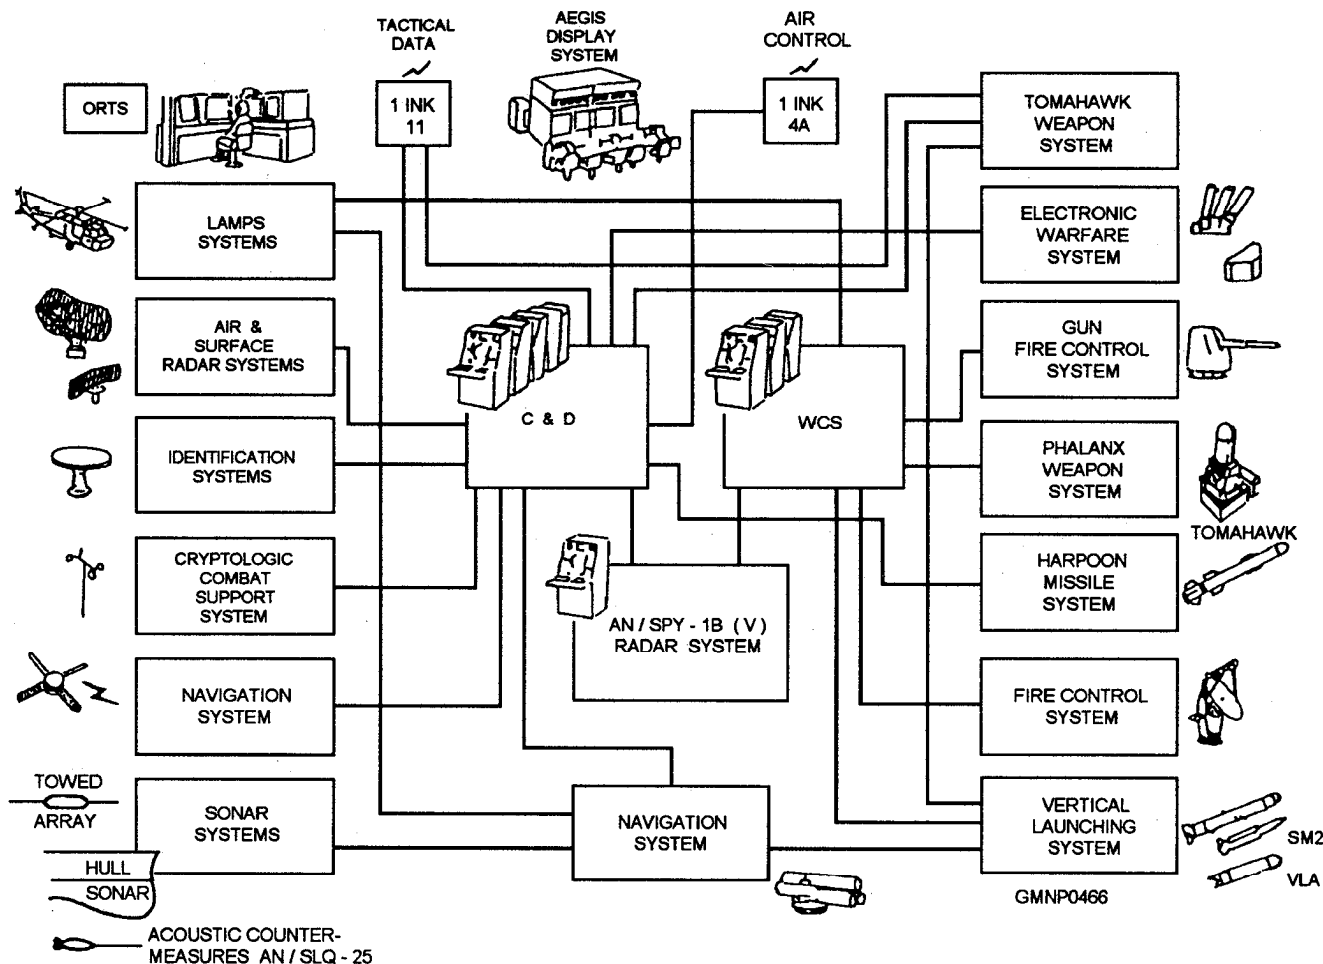 TACTICAL
DATA
AEGIS
DISPLAY
SYSTEM
AIR
CONTROL
ORTS
1 INK
11
1 INK
4A
TOMAHAWK
WEAPON
SYSTEM
LAMPS
SYSTEMS
ELECTRONIC
WARFARE
SYSTEM
AIR &
SURFACE
RADAR SYSTEMS
GUN
FIRE CONTROL
SYSTEM
C & D
WCS
IDENTIFICATION
SYSTEMS
PHALANX
WEAPON
SYSTEM
TOMAHAWK
CRYPTOLOGIC
COMBAT
SUPPORT
SYSTEM
HARPOON
MISSILE
SYSTEM
AN / SPY - 1B ( V )
RADAR SYSTEM
NAVIGATION
SYSTEM
FIRE CONTROL
SYSTEM
TOWED
ARRAY
SONAR
SYSTEMS
NAVIGATION
SYSTEM
VERTICAL
LAUNCHING
SYSTEM
SM2
VLA
HULL
SONAR
GMNP0466
ACOUSTIC COUNTER-
MEASURES AN / SLQ - 25